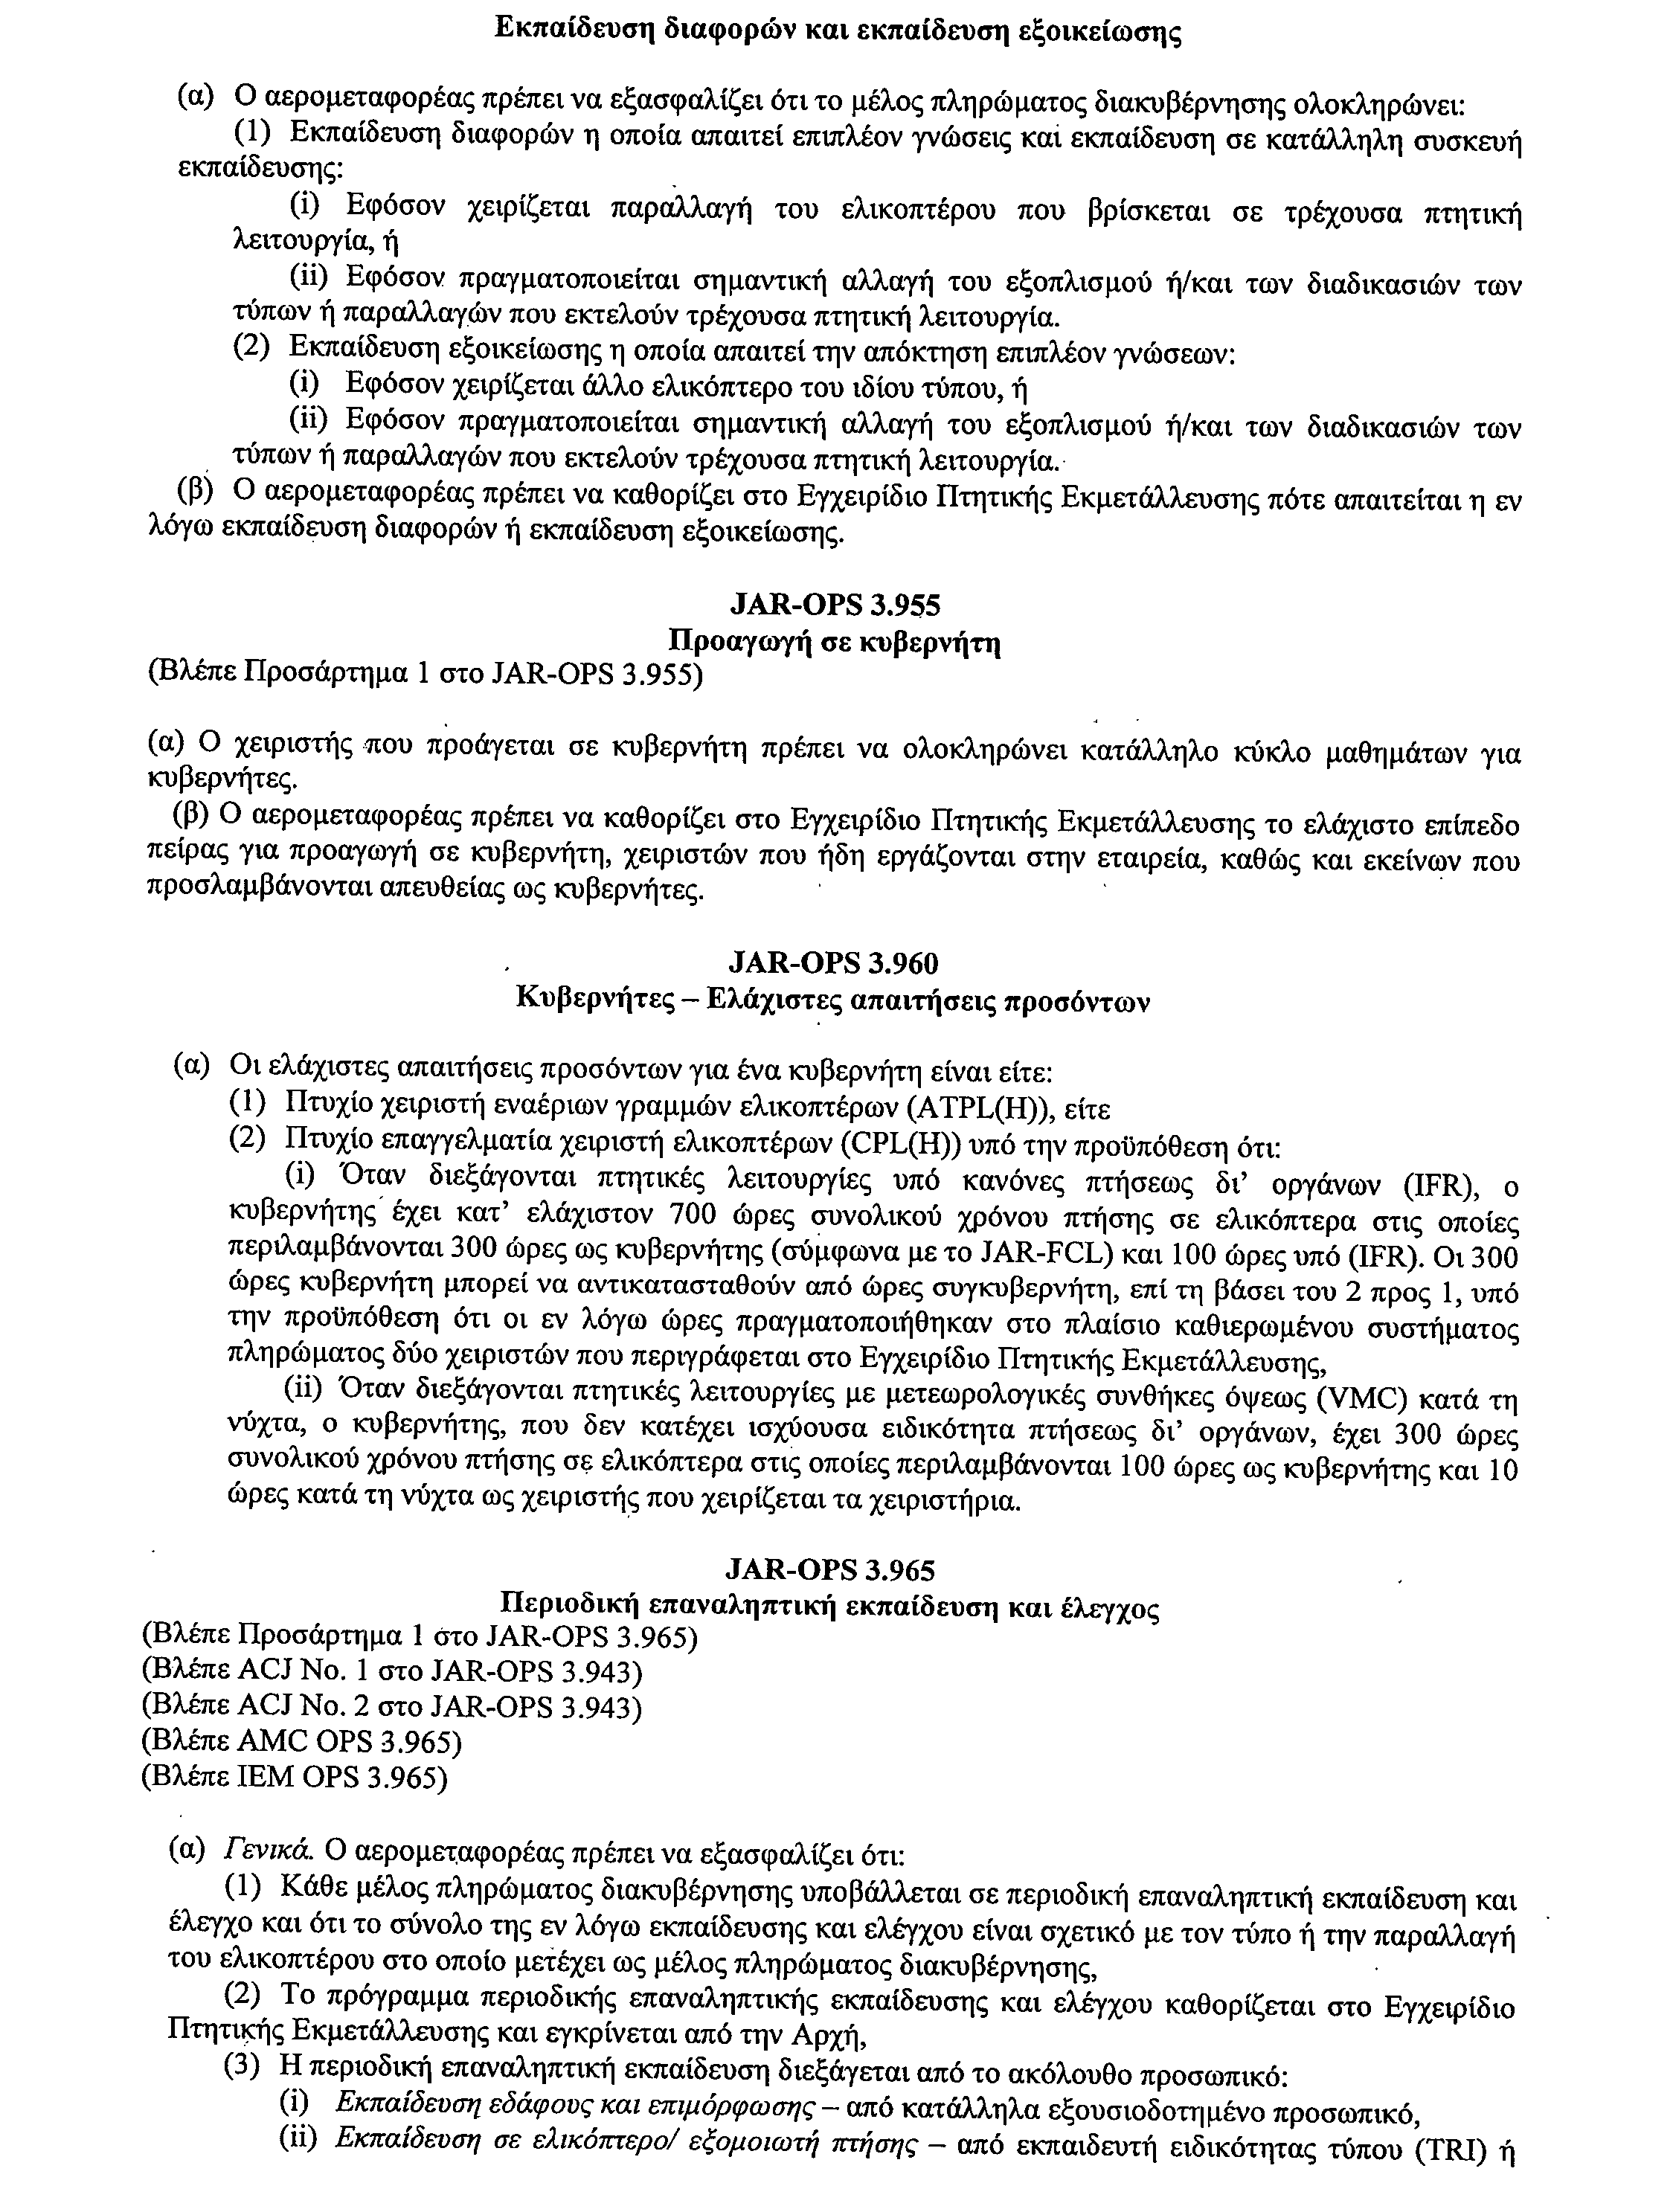 Εκπαίδευση διαφορών και εκπαίδευση εξοικείωσης
(α) Ο αερομεταφορέας πρέπει να εξασφαλίζει ότι το μέλος πληρώματος διακυβέρνησης ολοκληρώνει:
(1) Εκπαίδευση διαφορών η οποία απαιτεί επιπλέον γνώσεις και εκπαίδευση σε κατάλληλη συσκευή
εκπαίδευσης:
(i) Εφόσον χειρίζεται παραλλαγή του ελικοπτέρου που βρίσκεται σε τρέχουσα πτητική
λειτουργία, ή
(ii) Εφόσον πραγματοποιείται σημαντική αλλαγή του εξοπλισμού ή/και των διαδικασιών των
τύπων ή παραλλαγών που εκτελούν τρέχουσα πτητική λειτουργία.
(2) Εκπαίδευση εξοικείωσης η οποία απαιτεί την απόκτηση επιπλέον γνώσεων:
(i) Εφόσον χειρίζεται άλλο ελικόπτερο του ιδίου τύπου, ή
(ii) Εφόσον πραγματοποιείται σημαντική αλλαγή του εξοπλισμού ή/και των διαδικασιών των
τύπων ή παραλλαγών που εκτελούν τρέχουσα πτητική λειτουργία.
(β) Ο αερομεταφορέας πρέπει να καθορίζει στο Εγχειρίδιο Πτητικής Εκμετάλλευσης πότε απαιτείται η εν
λόγω εκπαίδευση διαφορών ή εκπαίδευση εξοικείωσης.
JAR-OPS 3.955
Προαγωγή σε κυβερνήτη
(Βλέπε Προσάρτημα 1 στο JAR-OPS 3.955)
(α) Ο χειριστής που προάγεται σε κυβερνήτη πρέπει να ολοκληρώνει κατάλληλο κύκλο μαθημάτων για
κυβερνήτες.
(β) Ο αερομεταφορέας πρέπει να καθορίζει στο Εγχειρίδιο Πτητικής Εκμετάλλευσης το ελάχιστο επίπεδο
πείρας για προαγωγή σε κυβερνήτη, χειριστών που ήδη εργάζονται στην εταιρεία, καθώς και εκείνων που
προσλαμβάνονται απευθείας ως κυβερνήτες.
JAR-OPS 3.960
Κυβερνήτες – Ελάχιστες απαιτήσεις προσόντων
(α) Οι ελάχιστες απαιτήσεις προσόντων για ένα κυβερνήτη είναι είτε:
(1) Πτυχίο χειριστή εναέριων γραμμών ελικοπτέρων (ATPL(H)), είτε
(2) Πτυχίο επαγγελματία χειριστή ελικοπτέρων (CPL(H)) υπό την προϋπόθεση ότι:
(i) Όταν διεξάγονται πτητικές λειτουργίες υπό κανόνες πτήσεως δι’ οργάνων (IFR), ο
κυβερνήτης έχει κατ’ ελάχιστον 700 ώρες συνολικού χρόνου πτήσης σε ελικόπτερα στις οποίες
περιλαμβάνονται 300 ώρες ως κυβερνήτης (σύμφωνα με το JAR-FCL) και 100 ώρες υπό (IFR). Οι 300
ώρες κυβερνήτη μπορεί να αντικατασταθούν από ώρες συγκυβερνήτη, επί τη βάσει του 2 προς 1, υπό
την προϋπόθεση ότι οι εν λόγω ώρες πραγματοποιήθηκαν στο πλαίσιο καθιερωμένου συστήματος
πληρώματος δύο χειριστών που περιγράφεται στο Εγχειρίδιο Πτητικής Εκμετάλλευσης,
(ii) Όταν διεξάγονται πτητικές λειτουργίες με μετεωρολογικές συνθήκες όψεως (VMC) κατά τη
νύχτα, ο κυβερνήτης, που δεν κατέχει ισχύουσα ειδικότητα πτήσεως δι’ οργάνων, έχει 300 ώρες
συνολικού χρόνου πτήσης σε ελικόπτερα στις οποίες περιλαμβάνονται 100 ώρες ως κυβερνήτης και 10
ώρες κατά τη νύχτα ως χειριστής που χειρίζεται τα χειριστήρια.
JAR-OPS 3.965
Περιοδική επαναληπτική εκπαίδευση και έλεγχος
(Βλέπε Προσάρτημα 1 στο JAR-OPS 3.965)
(Βλέπε ACJ No. 1 στο JAR-OPS 3.943)
(Βλέπε ACJ No. 2 στο JAR-OPS 3.943)
(Βλέπε AMC OPS 3.965)
(Βλέπε IEM OPS 3.965)
(α) Γενικά. Ο αερομεταφορέας πρέπει να εξασφαλίζει ότι:
(1) Κάθε μέλος πληρώματος διακυβέρνησης υποβάλλεται σε περιοδική επαναληπτική εκπαίδευση και
έλεγχο και ότι το σύνολο της εν λόγω εκπαίδευσης και ελέγχου είναι σχετικό με τον τύπο ή την παραλλαγή
του ελικοπτέρου στο οποίο μετέχει ως μέλος πληρώματος διακυβέρνησης,
(2) Το πρόγραμμα περιοδικής επαναληπτικής εκπαίδευσης και ελέγχου καθορίζεται στο Εγχειρίδιο
Πτητικής Εκμετάλλευσης και εγκρίνεται από την Αρχή,
(3) Η περιοδική επαναληπτική εκπαίδευση διεξάγεται από το ακόλουθο προσωπικό:
(i) Εκπαίδευση εδάφους και επιμόρφωσης – από κατάλληλα εξουσιοδοτημένο προσωπικό,
(ii) Εκπαίδευση σε ελικόπτερο/ εξομοιωτή πτήσης – από εκπαιδευτή ειδικότητας τύπου (TRI) ή